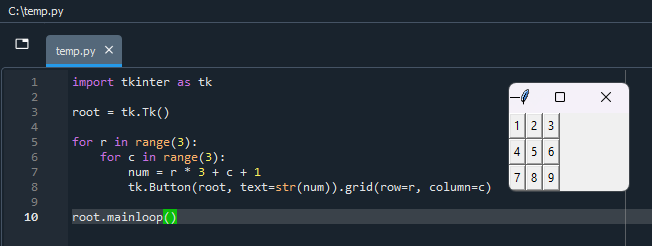 C:\temp.py
temp.py
1 import tkinter as tk
2
3 root = tk.Tk()
4
5 for r in range(3):
6     for c in range(3):
7         num = r * 3 + c + 1
8         tk.Button(root, text=str(num)).grid(row=r, column=c)
9
10 root.mainloop()
1 2 3
4 5 6
7 8 9